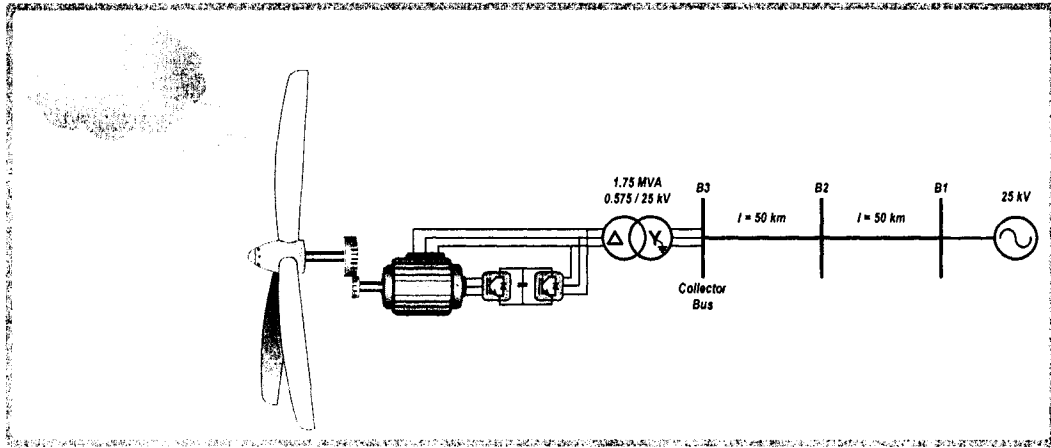 1.75 MVA
0.575 / 25 kV
B3
B2
B1
25 kV
l = 50 km
l = 50 km
Δ
Y
Collector
Bus